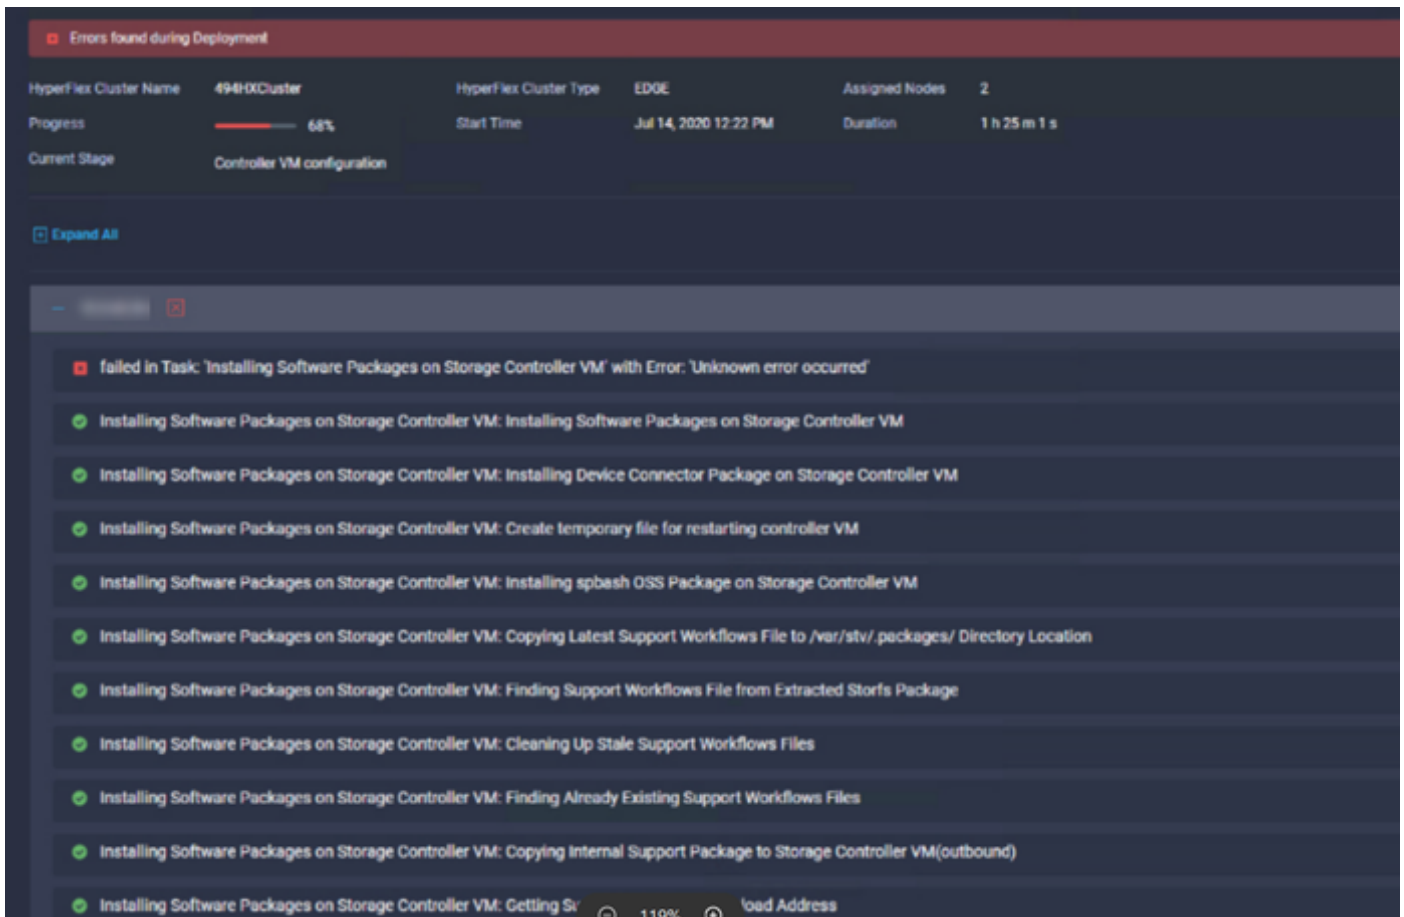 Errors found during Deployment
HyperFlex Cluster Name 494HXCluster HyperFlex Cluster Type EDGE Assigned Nodes 2
Progress 68% Start Time Jul 14, 2020 12:22 PM Duration 1 h 25 m 1 s
Current Stage Controller VM configuration
Expand All
failed in Task: 'Installing Software Packages on Storage Controller VM' with Error: 'Unknown error occurred'
Installing Software Packages on Storage Controller VM: Installing Software Packages on Storage Controller VM
Installing Software Packages on Storage Controller VM: Installing Device Connector Package on Storage Controller VM
Installing Software Packages on Storage Controller VM: Create temporary file for restarting controller VM
Installing Software Packages on Storage Controller VM: Installing spbash OSS Package on Storage Controller VM
Installing Software Packages on Storage Controller VM: Copying Latest Support Workflows File to /var/stv/.packages/ Directory Location
Installing Software Packages on Storage Controller VM: Finding Support Workflows File from Extracted Storfs Package
Installing Software Packages on Storage Controller VM: Cleaning Up Stale Support Workflows Files
Installing Software Packages on Storage Controller VM: Finding Already Existing Support Workflows Files
Installing Software Packages on Storage Controller VM: Copying Internal Support Package to Storage Controller VM(outbound)
Installing Software Packages on Storage Controller VM: Getting 119% Address